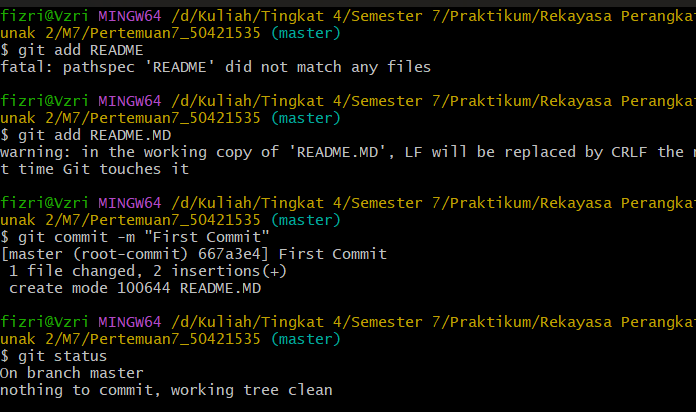 fizri@Vzri MINGW64 /d/Kuliah/Tingkat 4/Semester 7/Praktikum/Rekayasa Perangkat
unak 2/M7/Pertemuan7_50421535 (master)
$ git add README
fatal: pathspec 'README' did not match any files
fizri@Vzri MINGW64 /d/Kuliah/Tingkat 4/Semester 7/Praktikum/Rekayasa Perangkat
unak 2/M7/Pertemuan7_50421535 (master)
$ git add README.MD
warning: in the working copy of 'README.MD', LF will be replaced by CRLF the n
t time Git touches it
fizri@Vzri MINGW64 /d/Kuliah/Tingkat 4/Semester 7/Praktikum/Rekayasa Perangkat
unak 2/M7/Pertemuan7_50421535 (master)
$ git commit -m "First Commit"
[master (root-commit) 667a3e4] First Commit
 1 file changed, 2 insertions(+)
 create mode 100644 README.MD
fizri@Vzri MINGW64 /d/Kuliah/Tingkat 4/Semester 7/Praktikum/Rekayasa Perangkat
unak 2/M7/Pertemuan7_50421535 (master)
$ git status
On branch master
nothing to commit, working tree clean